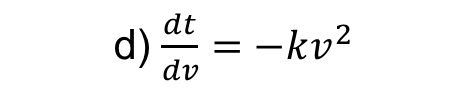 d) dt/dv = −kv²